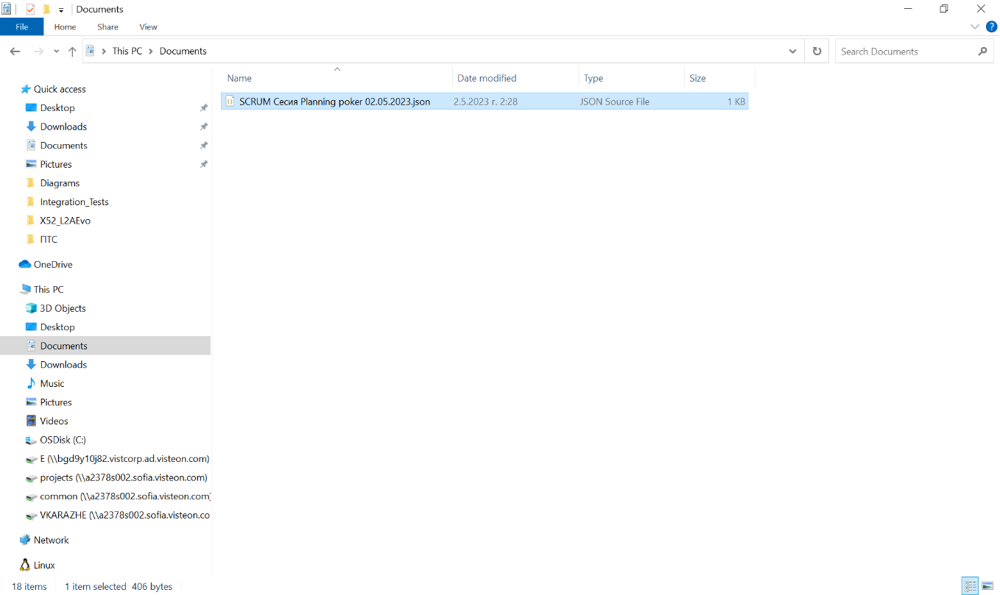 Documents
File Home Share View
This PC > Documents
Search Documents
Name Date modified Type Size
SCRUM Сесия Planning poker 02.05.2023.json 2.5.2023 г. 2:28 JSON Source File 1 KB
Quick access
Desktop
Downloads
Documents
Pictures
Diagrams
Integration_Tests
X52_L2AEvo
ПТС
OneDrive
This PC
3D Objects
Desktop
Documents
Downloads
Music
Pictures
Videos
OSDisk (C:)
E (\\bgd9y10j82.vistcorp.ad.visteon.com)
projects (\\a2378s002.sofia.visteon.com)
common (\\a2378s002.sofia.visteon.com)
VKARAZHE (\\a2378s002.sofia.visteon.co
Network
Linux
18 items 1 item selected 406 bytes